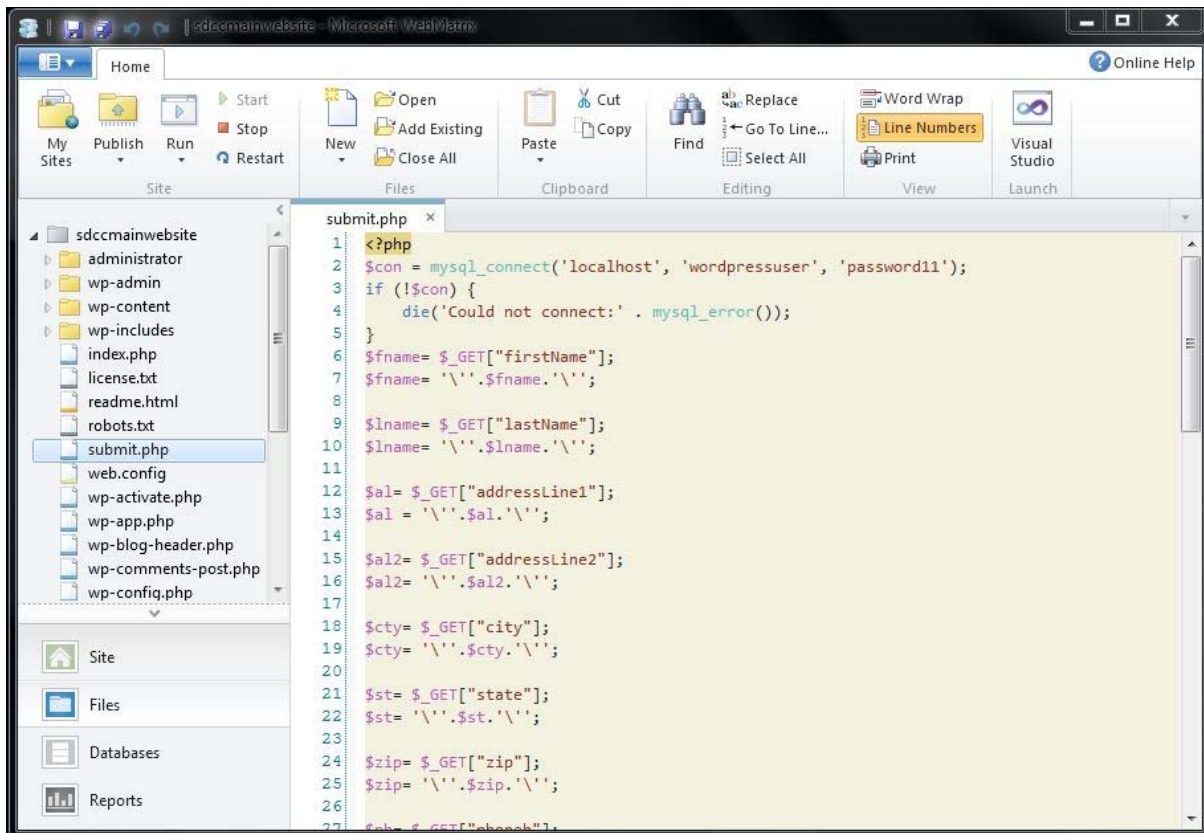 sdccmainwebsite - Microsoft WebMatrix
Home
Online Help
My Sites
Publish
Run
Start
Stop
Restart
Site
New
Open
Add Existing
Close All
Files
Paste
Cut
Copy
Clipboard
Find
Replace
Go To Line...
Select All
Editing
Word Wrap
Line Numbers
Print
View
Visual Studio
Launch
sdccmainwebsite
administrator
wp-admin
wp-content
wp-includes
index.php
license.txt
readme.html
robots.txt
submit.php
web.config
wp-activate.php
wp-app.php
wp-blog-header.php
wp-comments-post.php
wp-config.php
Site
Files
Databases
Reports
submit.php ×
1 <?php
2 $con = mysql_connect('localhost', 'wordpressuser', 'password11');
3 if (!$con) {
4 die('Could not connect:' . mysql_error());
5 }
6 $fname= $_GET["firstName"];
7 $fname= '\''.$fname.'\'';
8
9 $lname= $_GET["lastName"];
10 $lname= '\''.$lname.'\'';
11
12 $al= $_GET["addressLine1"];
13 $al = '\''.$al.'\'';
14
15 $al2= $_GET["addressLine2"];
16 $al2= '\''.$al2.'\'';
17
18 $cty= $_GET["city"];
19 $cty= '\''.$cty.'\'';
20
21 $st= $_GET["state"];
22 $st= '\''.$st.'\'';
23
24 $zip= $_GET["zip"];
25 $zip= '\''.$zip.'\'';
26
27 $ph= $_GET["phoneh"];